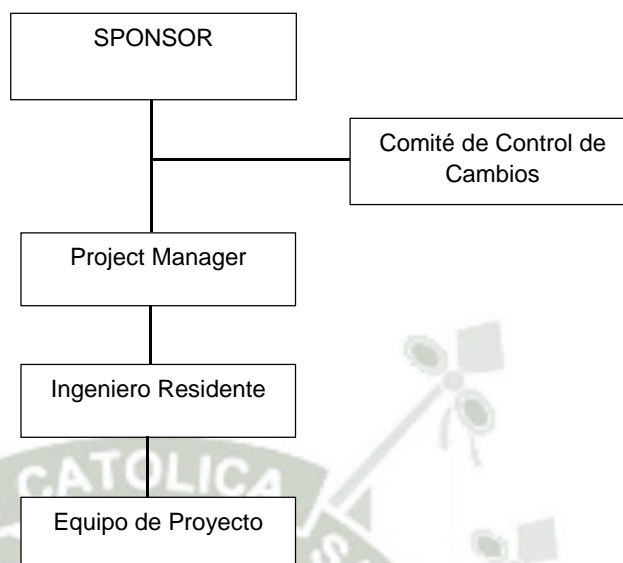 SPONSOR
Comité de Control de
Cambios
Project Manager
Ingeniero Residente
CATOLICA
Equipo de Proyecto